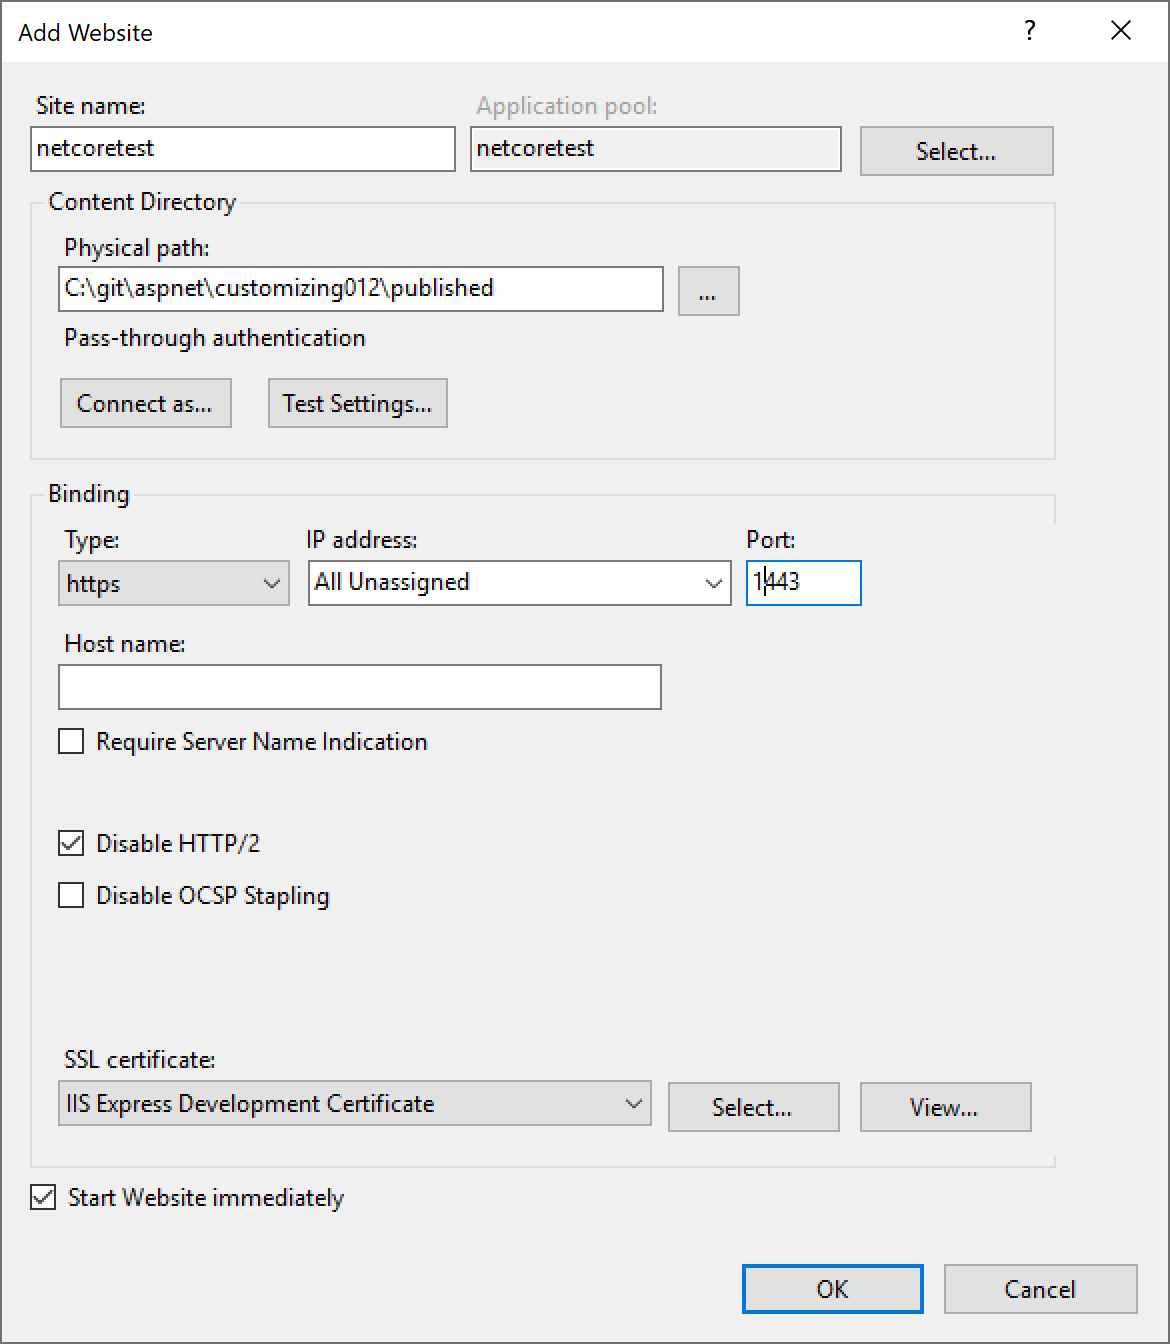 Add Website
?
Site name:
Application pool:
netcoretest
netcoretest
Select...
Content Directory
Physical path:
C:\git\aspnet\customizing012\published
...
Pass-through authentication
Connect as...
Test Settings...
Binding
Type:
IP address:
Port:
https
All Unassigned
1443
Host name:
Require Server Name Indication
Disable HTTP/2
Disable OCSP Stapling
SSL certificate:
IIS Express Development Certificate
Select...
View...
Start Website immediately
OK
Cancel